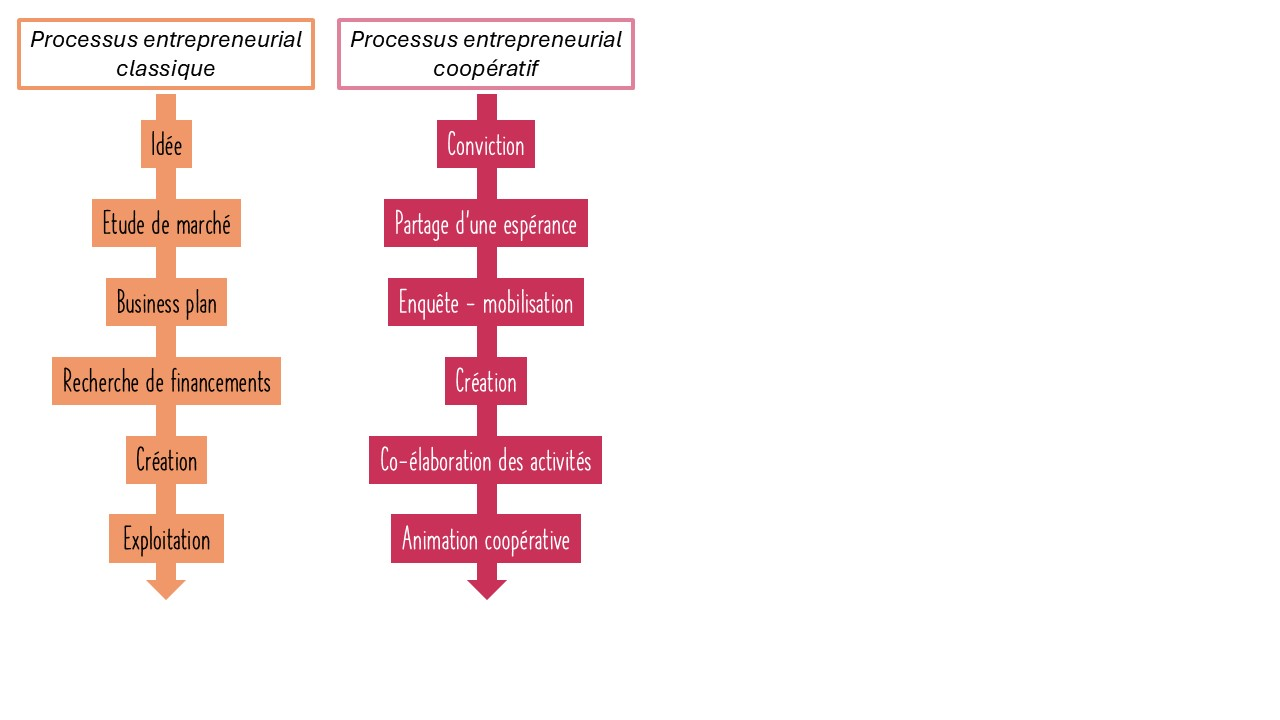 Processus entrepreneurial
classique
Idée
Etude de marché
Business plan
Recherche de financements
Création
Exploitation
Processus entrepreneurial
coopératif
Conviction
Partage d'une espérance
Enquête - mobilisation
Création
Co-élaboration des activités
Animation coopérative